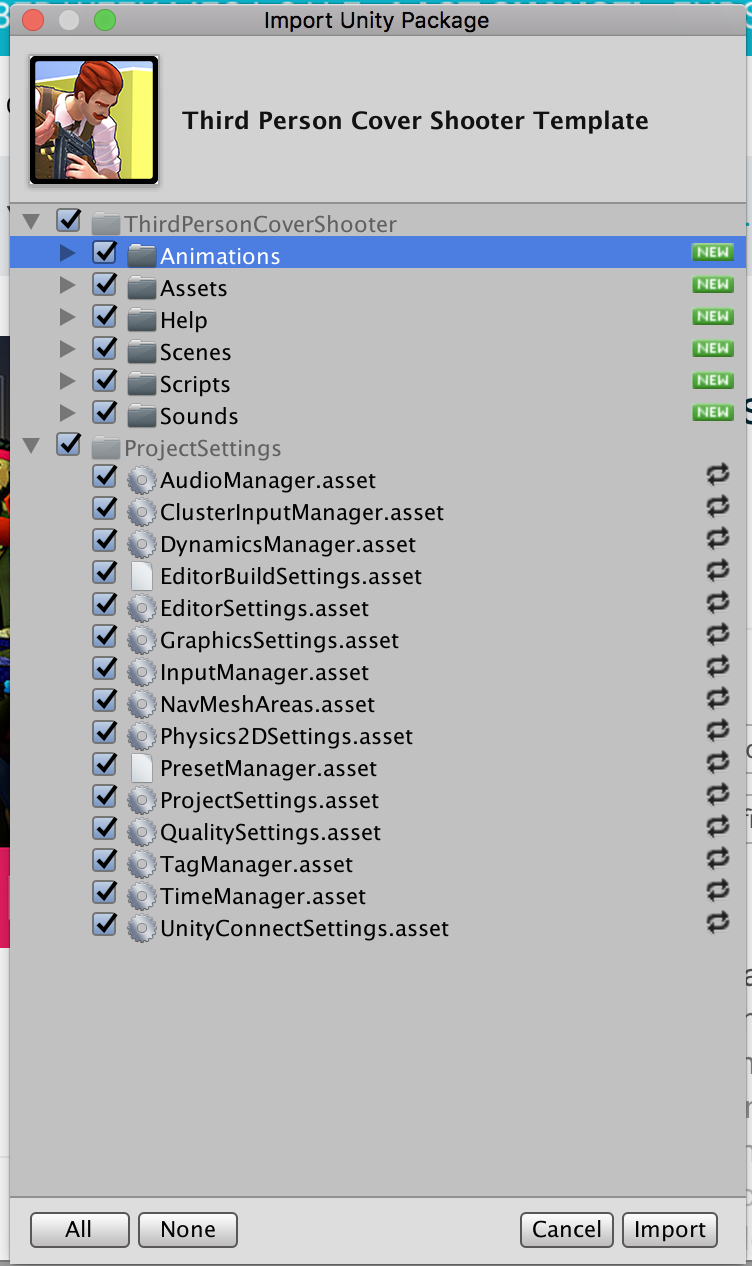 Import Unity Package
Third Person Cover Shooter Template
ThirdPersonCoverShooter
Animations NEW
Assets NEW
Help NEW
Scenes NEW
Scripts NEW
Sounds NEW
ProjectSettings
AudioManager.asset
ClusterInputManager.asset
DynamicsManager.asset
EditorBuildSettings.asset
EditorSettings.asset
GraphicsSettings.asset
InputManager.asset
NavMeshAreas.asset
Physics2DSettings.asset
PresetManager.asset
ProjectSettings.asset
QualitySettings.asset
TagManager.asset
TimeManager.asset
UnityConnectSettings.asset
All None Cancel Import